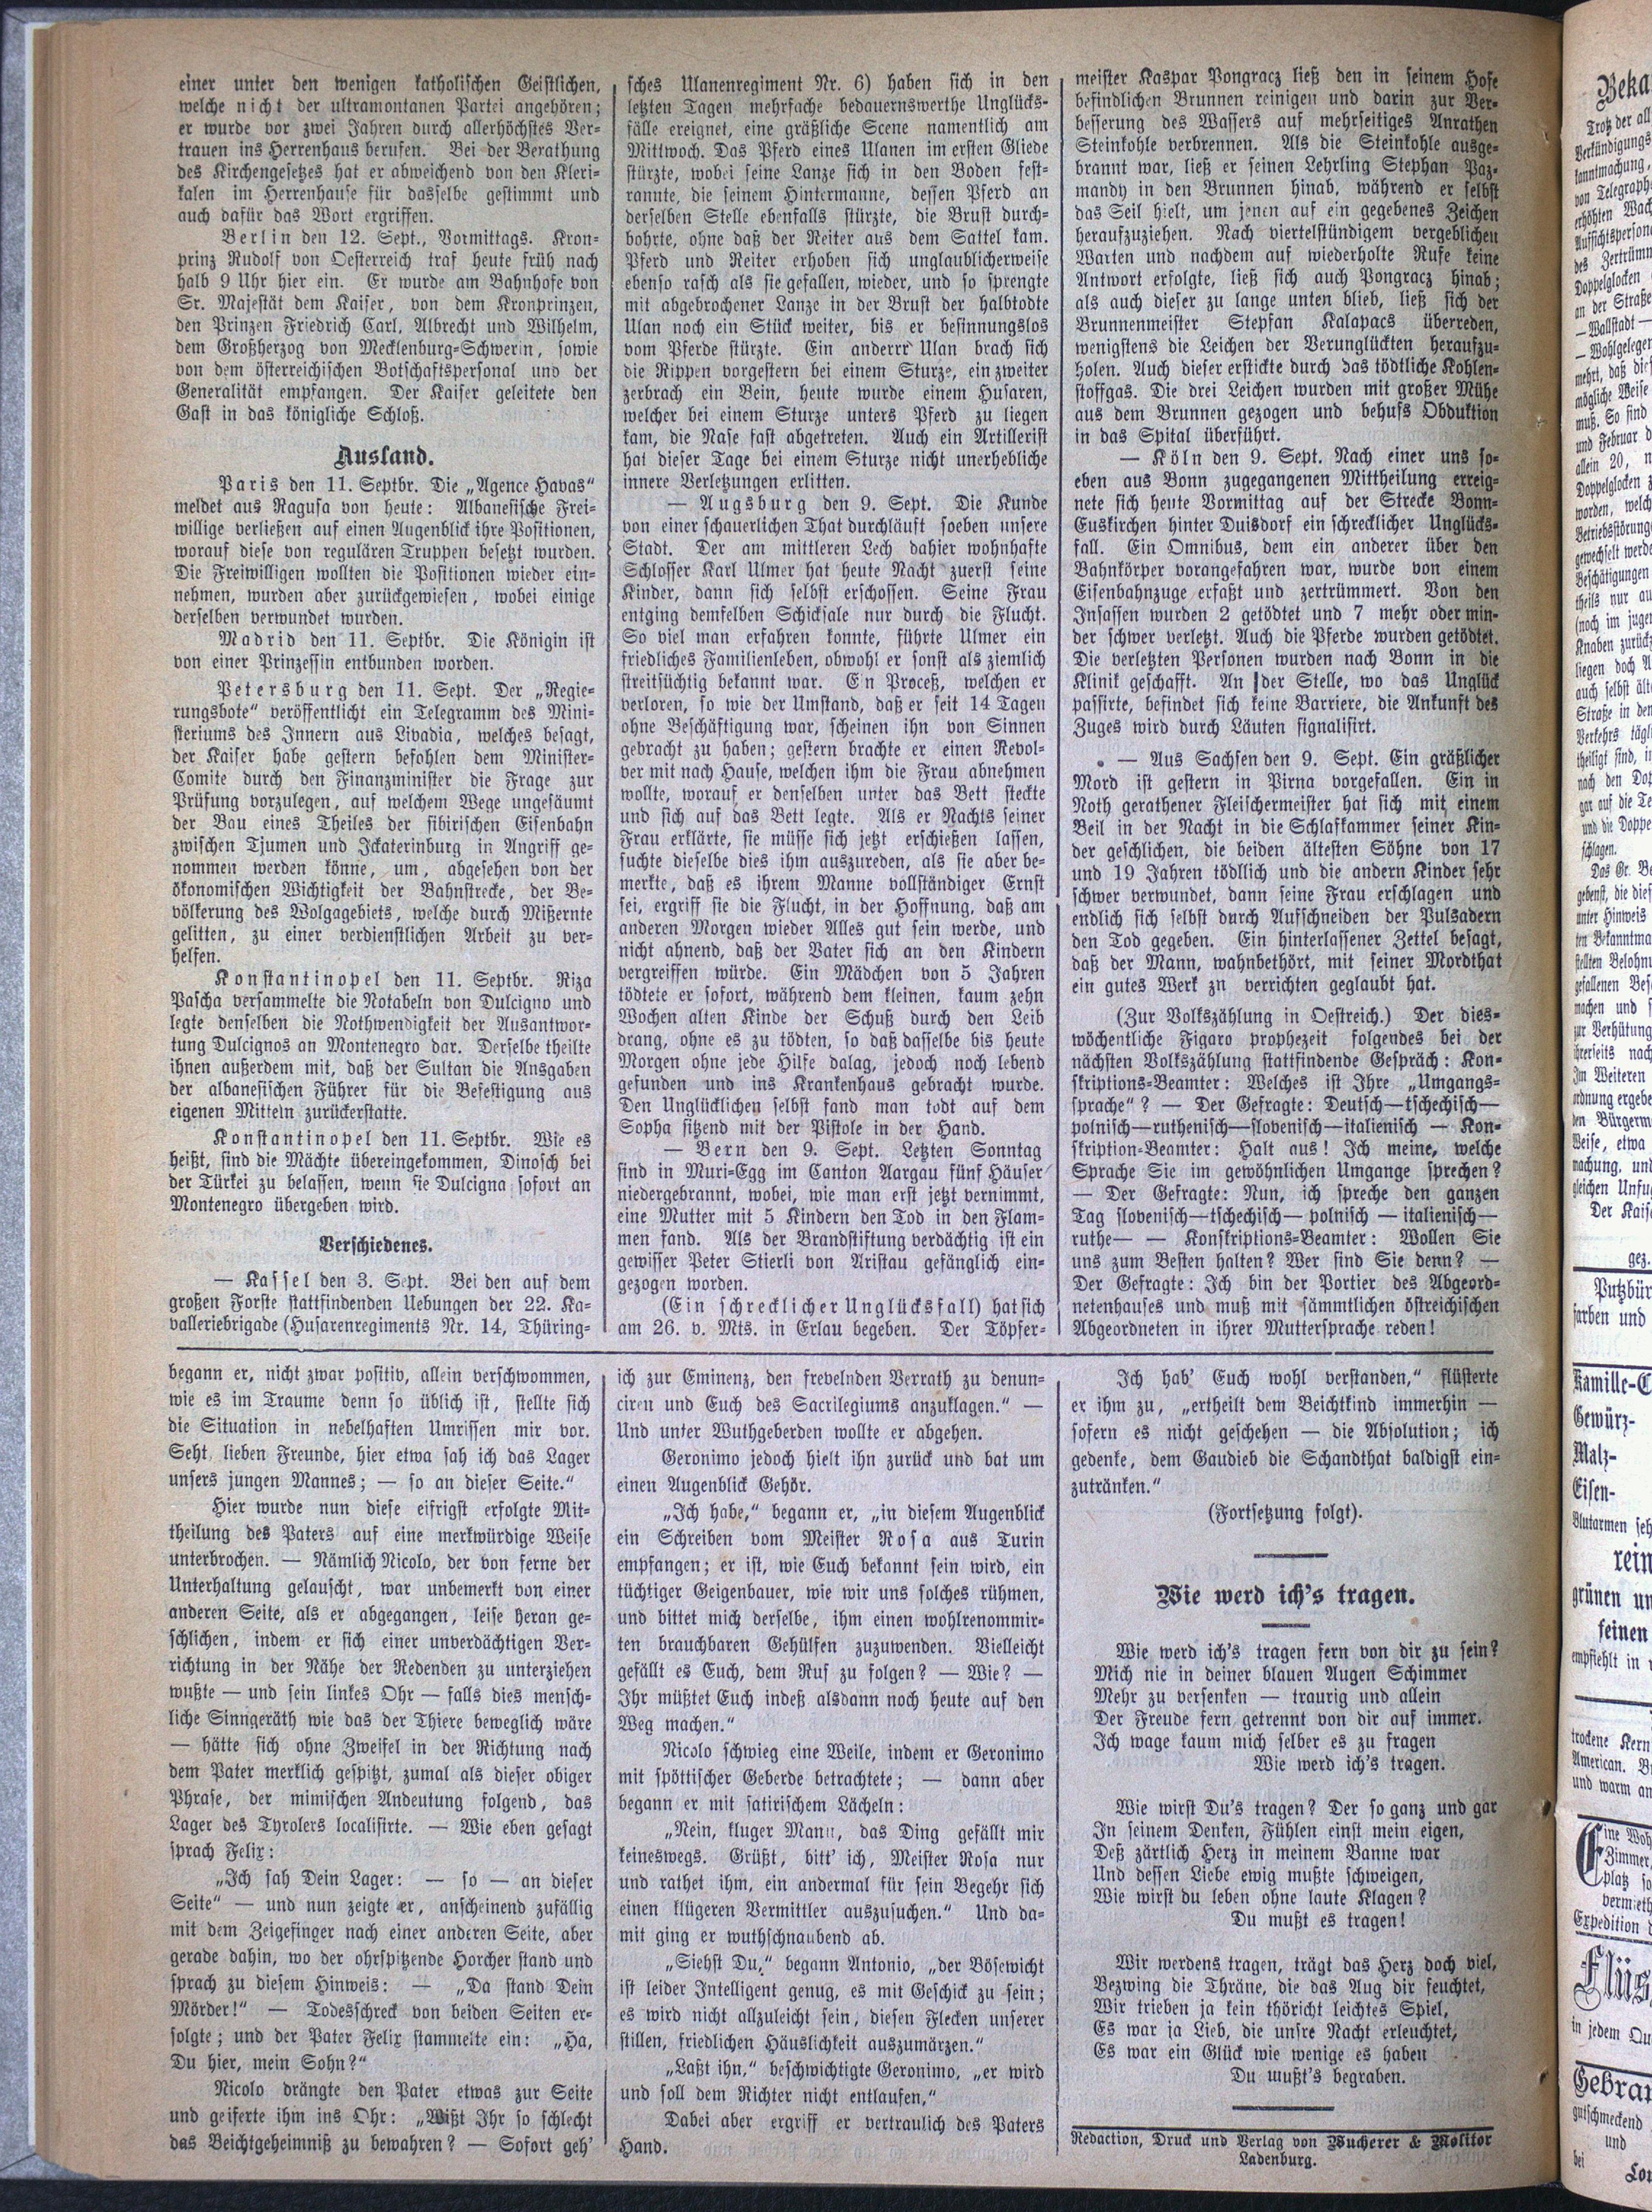 einer unter den wenigen katholischen Geistlichen,
welche nicht der ultramontanen Partei angehören;
er wurde vor zwei Jahren durch allerhöchstes Ver-
trauen ins Herrenhaus berufen. Bei der Berathung
des Kirchengesetzes hat er abweichend von den Kleri-
kalen im Herrenhause für dasselbe gestimmt und
auch dafür das Wort ergriffen.
Berlin den 12. Sept., Vormittags. Kron-
prinz Rudolf von Oesterreich traf heute früh nach
halb 9 Uhr hier ein. Er wurde am Bahnhofe von
Sr. Majestät dem Kaiser, von dem Kronprinzen,
den Prinzen Friedrich Carl, Albrecht und Wilhelm,
dem Großherzog von Mecklenburg-Schwerin, sowie
von dem österreichischen Botschaftspersonal und der
Generalität empfangen. Der Kaiser geleitete den
Gast in das königliche Schloß.
Ausland.
Paris den 11. Septbr. Die „Agence Havas“
meldet aus Ragusa von heute: Albanesische Frei-
willige verließen auf einen Augenblick ihre Positionen,
worauf diese von regulären Truppen besetzt wurden.
Die Freiwilligen wollten die Positionen wieder ein-
nehmen, wurden aber zurückgewiesen, wobei einige
derselben verwundet wurden.
Madrid den 11. Septbr. Die Königin ist
von einer Prinzessin entbunden worden.
Petersburg den 11. Sept. Der „Regie-
rungsbote“ veröffentlicht ein Telegramm des Mini-
steriums des Innern aus Livadia, welches besagt,
der Kaiser habe gestern befohlen dem Minister-
Comite durch den Finanzminister die Frage zur
Prüfung vorzulegen, auf welchem Wege ungesäumt
der Bau eines Theiles der sibirischen Eisenbahn
zwischen Tjumen und Jckaterinburg in Angriff ge-
nommen werden könne, um, abgesehen von der
ökonomischen Wichtigkeit der Bahnstrecke, der Be-
völkerung des Wolgagebiets, welche durch Mißernte
gelitten, zu einer verdienstlichen Arbeit zu ver-
helfen.
Konstantinopel den 11. Septbr. Riza
Pascha versammelte die Notabeln von Dulcigno und
legte denselben die Nothwendigkeit der Ausantwor-
tung Dulcignos an Montenegro dar. Derselbe theilte
ihnen außerdem mit, daß der Sultan die Ausgaben
der albanesischen Führer für die Befestigung aus
eigenen Mitteln zurückerstatte.
Konstantinopel den 11. Septbr. Wie es
heißt, sind die Mächte übereingekommen, Dinosch bei
der Türkei zu belassen, wenn sie Dulcigna sofort an
Montenegro übergeben wird.
Verschiedenes.
— Kassel den 3. Sept. Bei den auf dem
großen Forste stattfindenden Uebungen der 22. Ka-
valleriebrigade (Husarenregiments Nr. 14, Thüring-
sches Ulanenregiment Nr. 6) haben sich in den
letzten Tagen mehrfache bedauernswerthe Unglücks-
fälle ereignet, eine gräßliche Scene namentlich am
Mittwoch. Das Pferd eines Ulanen im ersten Gliede
stürzte, wobei seine Lanze sich in den Boden fest-
rannte, die seinem Hintermanne, dessen Pferd an
derselben Stelle ebenfalls stürzte, die Brust durch-
bohrte, ohne daß der Reiter aus dem Sattel kam.
Pferd und Reiter erhoben sich unglaublicherweise
ebenso rasch als sie gefallen, wieder, und so sprengte
mit abgebrochener Lanze in der Brust der halbtodte
Ulan noch ein Stück weiter, bis er besinnungslos
vom Pferde stürzte. Ein anderr Ulan brach sich
die Rippen vorgestern bei einem Sturze, ein zweiter
zerbrach ein Bein, heute wurde einem Husaren,
welcher bei einem Sturze unters Pferd zu liegen
kam, die Nase fast abgetreten. Auch ein Artillerist
hat dieser Tage bei einem Sturze nicht unerhebliche
innere Verletzungen erlitten.
— Augsburg den 9. Sept. Die Kunde
von einer schauerlichen That durchläuft soeben unsere
Stadt. Der am mittleren Lech dahier wohnhafte
Schlosser Karl Ulmer hat heute Nacht zuerst seine
Kinder, dann sich selbst erschossen. Seine Frau
entging demselben Schicksale nur durch die Flucht.
So viel man erfahren konnte, führte Ulmer ein
friedliches Familienleben, obwohl er sonst als ziemlich
streitsüchtig bekannt war. En Proceß, welchen er
verloren, so wie der Umstand, daß er seit 14 Tagen
ohne Beschäftigung war, scheinen ihn von Sinnen
gebracht zu haben; gestern brachte er einen Revol-
ver mit nach Hause, welchen ihm die Frau abnehmen
wollte, worauf er denselben unter das Bett steckte
und sich auf das Bett legte. Als er Nachts seiner
Frau erklärte, sie müsse sich jetzt erschießen lassen,
suchte dieselbe dies ihm auszureden, als sie aber be-
merkte, daß es ihrem Manne vollständiger Ernst
sei, ergriff sie die Flucht, in der Hoffnung, daß am
anderen Morgen wieder Alles gut sein werde, und
nicht ahnend, daß der Vater sich an den Kindern
vergreiffen würde. Ein Mädchen von 5 Jahren
tödtete er sofort, während dem kleinen, kaum zehn
Wochen alten Kinde der Schuß durch den Leib
drang, ohne es zu tödten, so daß dasselbe bis heute
Morgen ohne jede Hilfe dalag, jedoch noch lebend
gefunden und ins Krankenhaus gebracht wurde.
Den Unglücklichen selbst fand man todt auf dem
Sopha sitzend mit der Pistole in der Hand.
— Bern den 9. Sept. Letzten Sonntag
sind in Muri-Egg im Canton Aargau fünf Häuser
niedergebrannt, wobei, wie man erst jetzt vernimmt,
eine Mutter mit 5 Kindern den Tod in den Flam-
men fand. Als der Brandstiftung verdächtig ist ein
gewisser Peter Stierli von Aristau gefänglich ein-
gezogen worden.
(Ein schrecklicher Unglücksfall) hat sich
am 26. v. Mts. in Erlau begeben. Der Töpfer-
meister Kaspar Pongracz ließ den in seinem Hofe
befindlichen Brunnen reinigen und darin zur Ver-
besserung des Wassers auf mehrseitiges Anrathen
Steinkohle verbrennen. Als die Steinkohle ausge-
brannt war, ließ er seinen Lehrling Stephan Paz-
mandy in den Brunnen hinab, während er selbst
das Seil hielt, um jenen auf ein gegebenes Zeichen
heraufzuziehen. Nach viertelstündigem vergeblichen
Warten und nachdem auf wiederholte Rufe keine
Antwort erfolgte, ließ sich auch Pongracz hinab;
als auch dieser zu lange unten blieb, ließ sich der
Brunnenmeister Stepfan Kalapacs überreden,
wenigstens die Leichen der Verunglückten heraufzu-
holen. Auch dieser erstickte durch das tödtliche Kohlen-
stoffgas. Die drei Leichen wurden mit großer Mühe
aus dem Brunnen gezogen und behufs Obduktion
in das Spital überführt.
— Köln den 9. Sept. Nach einer uns so-
eben aus Bonn zugegangenen Mittheilung ereig-
nete sich heute Vormittag auf der Strecke Bonn-
Euskirchen hinter Duisdorf ein schrecklicher Unglücks-
fall. Ein Omnibus, dem ein anderer über den
Bahnkörper vorangefahren war, wurde von einem
Eisenbahnzuge erfaßt und zertrümmert. Von den
Insassen wurden 2 getödtet und 7 mehr oder min-
der schwer verletzt. Auch die Pferde wurden getödtet.
Die verletzten Personen wurden nach Bonn in die
Klinik geschafft. An der Stelle, wo das Unglück
passirte, befindet sich keine Barriere, die Ankunft des
Zuges wird durch Läuten signalisirt.
— Aus Sachsen den 9. Sept. Ein gräßlicher
Mord ist gestern in Pirna vorgefallen. Ein in
Noth gerathener Fleischermeister hat sich mit einem
Beil in der Nacht in die Schlafkammer seiner Kin-
der geschlichen, die beiden ältesten Söhne von 17
und 19 Jahren tödllich und die andern Kinder sehr
schwer verwundet, dann seine Frau erschlagen und
endlich sich selbst durch Aufschneiden der Pulsadern
den Tod gegeben. Ein hinterlassener Zettel besagt,
daß der Mann, wahnbethört, mit seiner Mordthat
ein gutes Werk zn verrichten geglaubt hat.
(Zur Volkszählung in Oestreich.) Der dies-
wöchentliche Figaro prophezeit folgendes bei der
nächsten Volkszählung stattfindende Gespräch: Kon-
skriptions-Beamter: Welches ist Ihre „Umgangs-
sprache“? — Der Gefragte: Deutsch—tschechisch—
polnisch—ruthenisch—slovenisch—italienisch — Kon-
skription-Beamter: Halt aus! Ich meine, welche
Sprache Sie im gewöhnlichen Umgange sprechen?
— Der Gefragte: Nun, ich spreche den ganzen
Tag slovenisch—tschechisch— polnisch — italienisch—
ruthe— — Konskriptions-Beamter: Wollen Sie
uns zum Besten halten? Wer sind Sie denn? —
Der Gefragte: Ich bin der Portier des Abgeord-
netenhauses und muß mit sämmtlichen östreichischen
Abgeordneten in ihrer Muttersprache reden!
begann er, nicht zwar positiv, allein verschwommen,
wie es im Traume denn so üblich ist, stellte sich
die Situation in nebelhaften Umrissen mir vor.
Seht, lieben Freunde, hier etwa sah ich das Lager
unsers jungen Mannes; — so an dieser Seite.“
Hier wurde nun diese eifrigst erfolgte Mit-
theilung des Paters auf eine merkwürdige Weise
unterbrochen. — Nämlich Nicolo, der von ferne der
Unterhaltung gelauscht, war unbemerkt von einer
anderen Seite, als er abgegangen, leise heran ge-
schlichen, indem er sich einer unverdächtigen Ver-
richtung in der Nähe der Redenden zu unterziehen
wußte — und sein linkes Ohr — falls dies mensch-
liche Sinngeräth wie das der Thiere beweglich wäre
— hätte sich ohne Zweifel in der Richtung nach
dem Pater merklich gespitzt, zumal als dieser obiger
Phrase, der mimischen Andeutung folgend, das
Lager des Tyrolers localisirte. — Wie eben gesagt
sprach Felix:
„Ich sah Dein Lager: — so — an dieser
Seite“ — und nun zeigte er, anscheinend zufällig
mit dem Zeigefinger nach einer anderen Seite, aber
gerade dahin, wo der ohrspitzende Horcher stand und
sprach zu diesem Hinweis: — „Da stand Dein
Mörder!“ — Todesschreck von beiden Seiten er-
folgte; und der Pater Felix stammelte ein: „Ha,
Du hier, mein Sohn?“
Nicolo drängte den Pater etwas zur Seite
und geiferte ihm ins Ohr: „Wißt Ihr so schlecht
das Beichtgeheimniß zu bewahren? — Sofort geh'
ich zur Eminenz, den frevelnden Verrath zu denun-
ciren und Euch des Sacrilegiums anzuklagen.“ —
Und unter Wuthgeberden wollte er abgehen.
Geronimo jedoch hielt ihn zurück und bat um
einen Augenblick Gehör.
„Ich habe,“ begann er, „in diesem Augenblick
ein Schreiben vom Meister Rosa aus Turin
empfangen; er ist, wie Euch bekannt sein wird, ein
tüchtiger Geigenbauer, wie wir uns solches rühmen,
und bittet mich derselbe, ihm einen wohlrenommir-
ten brauchbaren Gehülfen zuzuwenden. Vielleicht
gefällt es Euch, dem Ruf zu folgen? — Wie? —
Ihr müßtet Euch indeß alsdann noch heute auf den
Weg machen.“
Nicolo schwieg eine Weile, indem er Geronimo
mit spöttischer Geberde betrachtete; — dann aber
begann er mit satirischem Lächeln:
„Nein, kluger Mann, das Ding gefällt mir
keineswegs. Grüßt, bitt' ich, Meister Rosa nur
und rathet ihm, ein andermal für sein Begehr sich
einen klügeren Vermittler auszusuchen.“ Und da-
mit ging er wuthschnaubend ab.
„Siehst Du,“ begann Antonio, „der Bösewicht
ist leider Intelligent genug, es mit Geschick zu sein;
es wird nicht allzuleicht sein, diesen Flecken unserer
stillen, friedlichen Häuslichkeit auszumärzen.“
„Laßt ihn,“ beschwichtigte Geronimo, „er wird
und soll dem Richter nicht entlaufen.“
Dabei aber ergriff er vertraulich des Paters
Hand.
Ich hab' Euch wohl verstanden,“ flüsterte
er ihm zu, „ertheilt dem Beichtkind immerhin —
sofern es nicht geschehen — die Absolution; ich
gedenke, dem Gaudieb die Schandthat baldigst ein-
zutränken.“
(Fortsetzung folgt).
Wie werd ich's tragen.
Wie werd ich's tragen fern von dir zu sein?
Mich nie in deiner blauen Augen Schimmer
Mehr zu versenken — traurig und allein
Der Freude fern getrennt von dir auf immer.
Ich wage kaum mich selber es zu fragen
Wie werd ich's tragen.
Wie wirst Du's tragen? Der so ganz und gar
In seinem Denken, Fühlen einst mein eigen,
Deß zärtlich Herz in meinem Banne war
Und dessen Liebe ewig mußte schweigen,
Wie wirst du leben ohne laute Klagen?
Du mußt es tragen!
Wir werdens tragen, trägt das Herz doch viel,
Bezwing die Thräne, die das Aug dir feuchtet,
Wir trieben ja kein thöricht leichtes Spiel,
Es war ja Lieb, die unsre Nacht erleuchtet,
Es war ein Glück wie wenige es haben
Du mußt's begraben.
Redaction, Druck und Verlag von Wucherer & Molitor
Ladenburg.